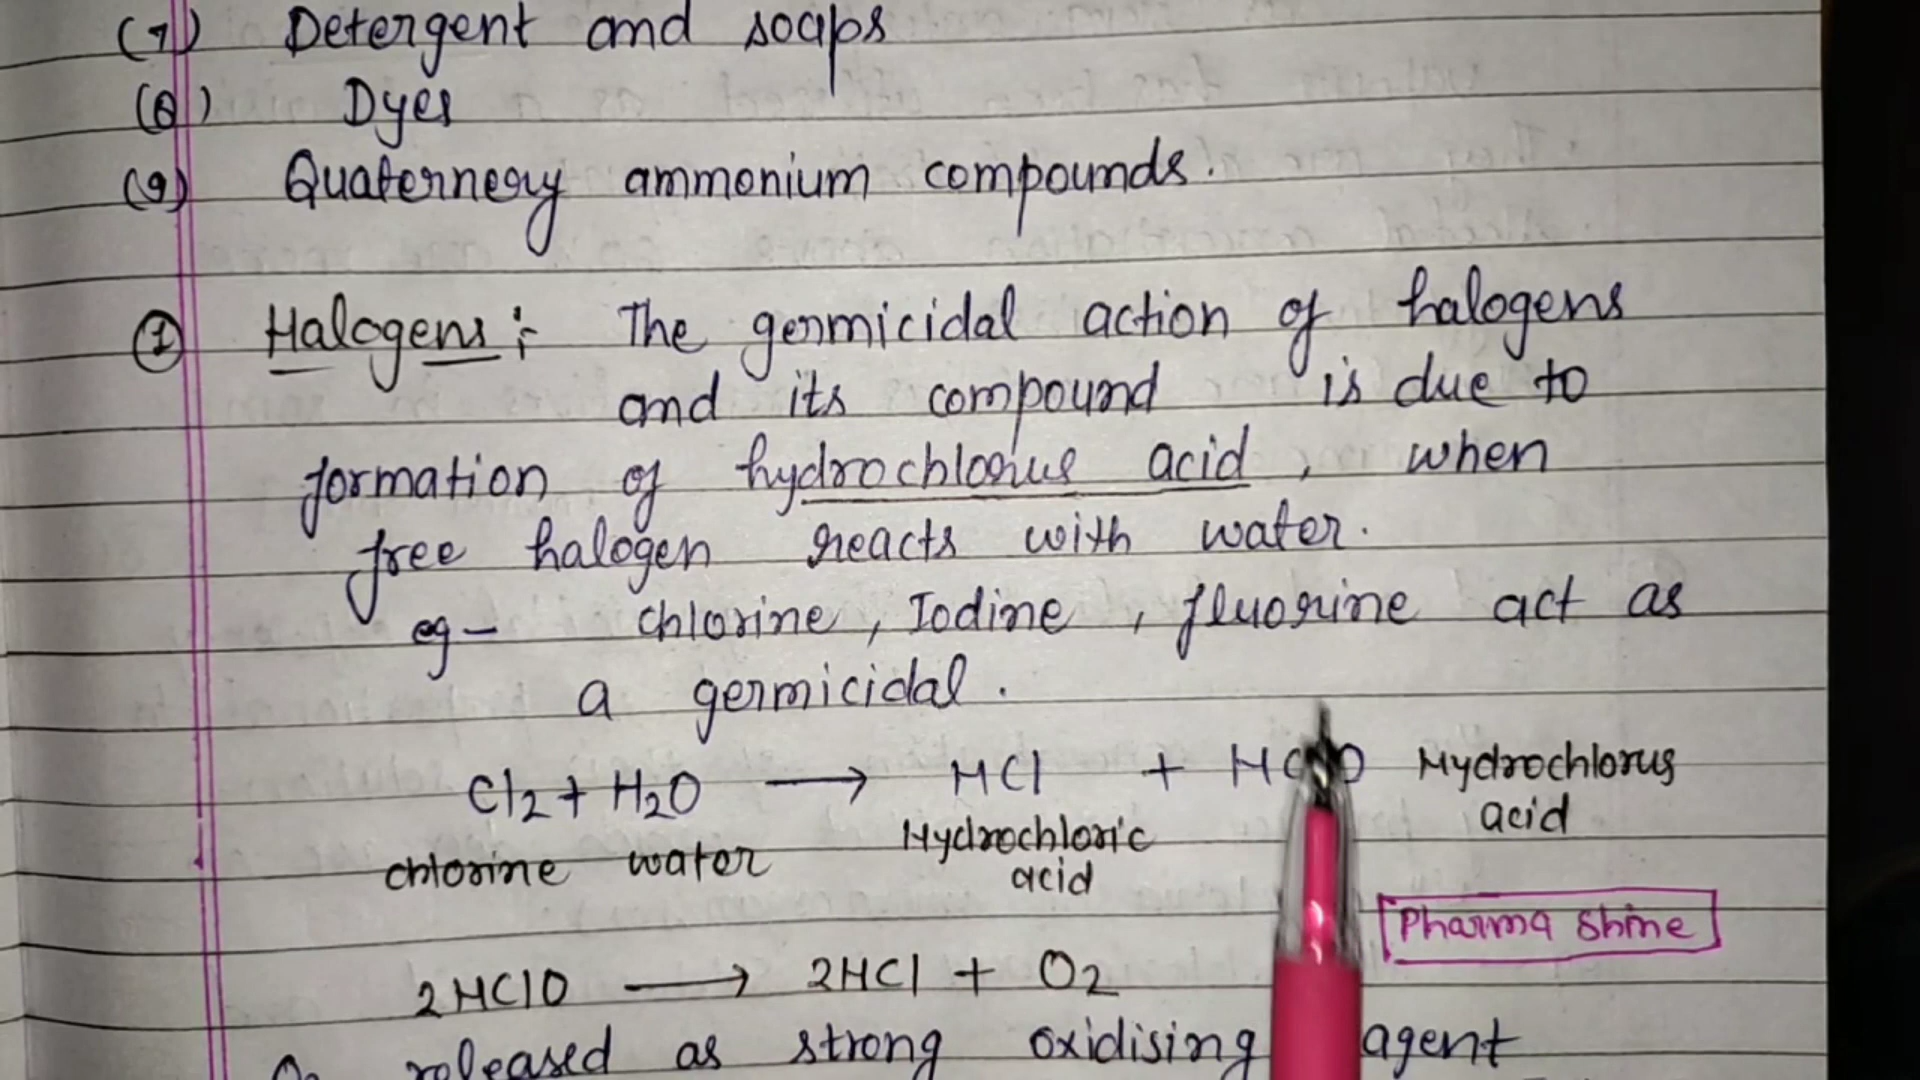 (7) Detergent and soaps
(8) Dyes
(9) Quaternery ammonium compounds.
① Halogens :- The germicidal action of halogens
and its compound is due to
formation of hydrochlorus acid, when
free halogen reacts with water.
eg - chlorine, Iodine, fluorine act as
a germicidal.
Cl2 + H2O → HCl + HClO Hydrochlorus
acid
chlorine water Hydrochloric
acid
Pharma Shine
2HClO → 2HCl + O2
O2 released as strong oxidising agent